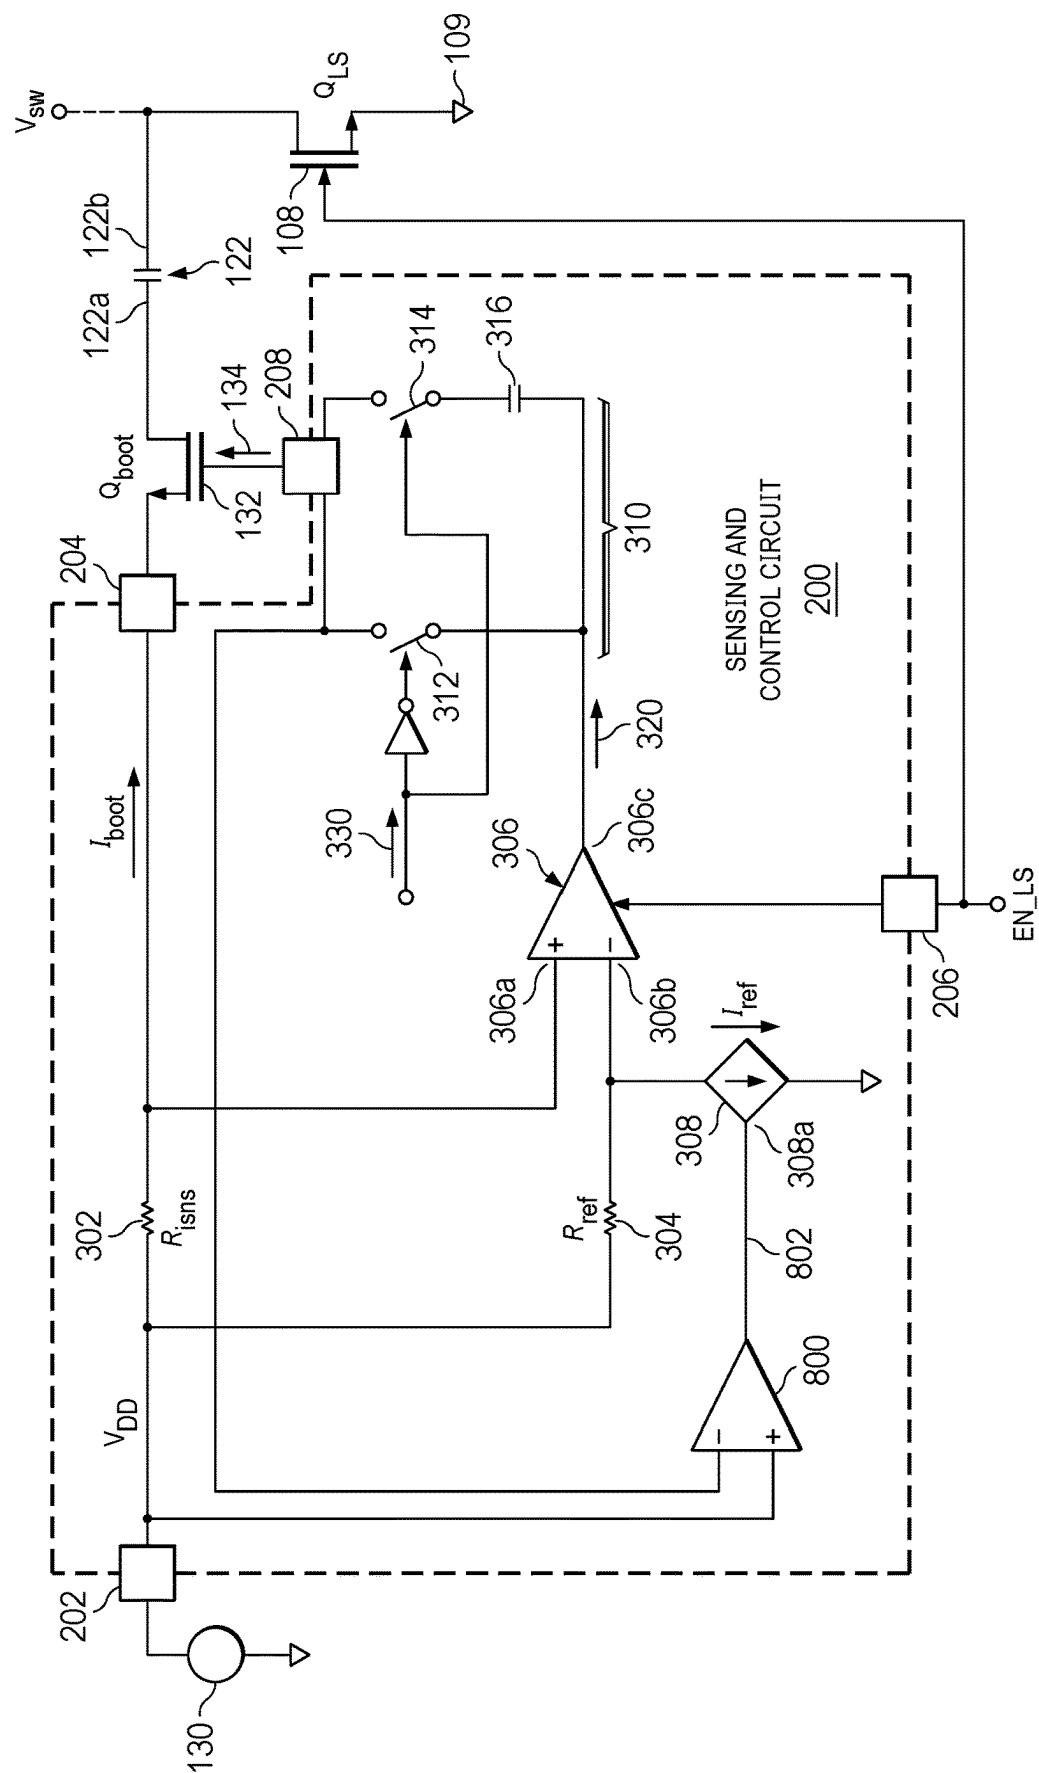 130
202
V_DD
302
R_isns
I_boot
204
Q_boot
132
134
208
122a
122
122b
V_sw
Q_LS
108
109
330
312
314
316
310
320
306
306a
306b
306c
+
−
R_ref
304
308
308a
I_ref
802
800
−
+
206
EN_LS
SENSING AND
CONTROL CIRCUIT
200